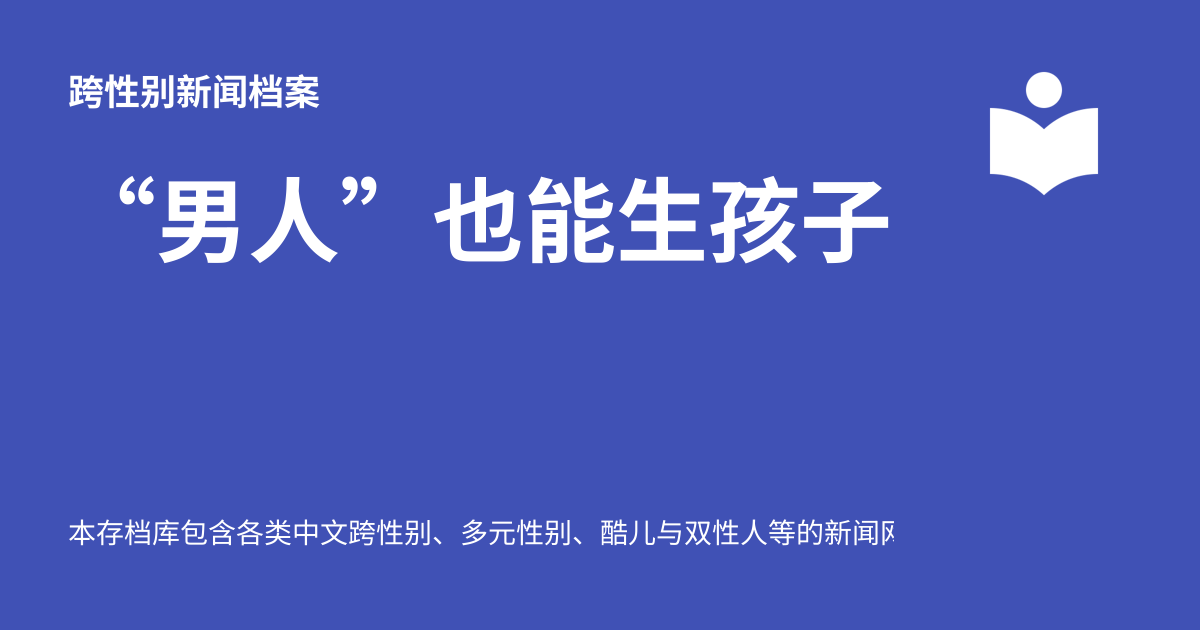 跨性别新闻档案
“男人”也能生孩子
本存档库包含各类中文跨性别、多元性别、酷儿与双性人等的新闻